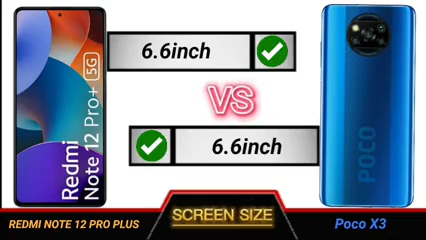 6.6inch
VS
6.6inch
Redmi
Note 12 Pro+ 5G
POCO
REDMI NOTE 12 PRO PLUS
SCREEN SIZE
Poco X3